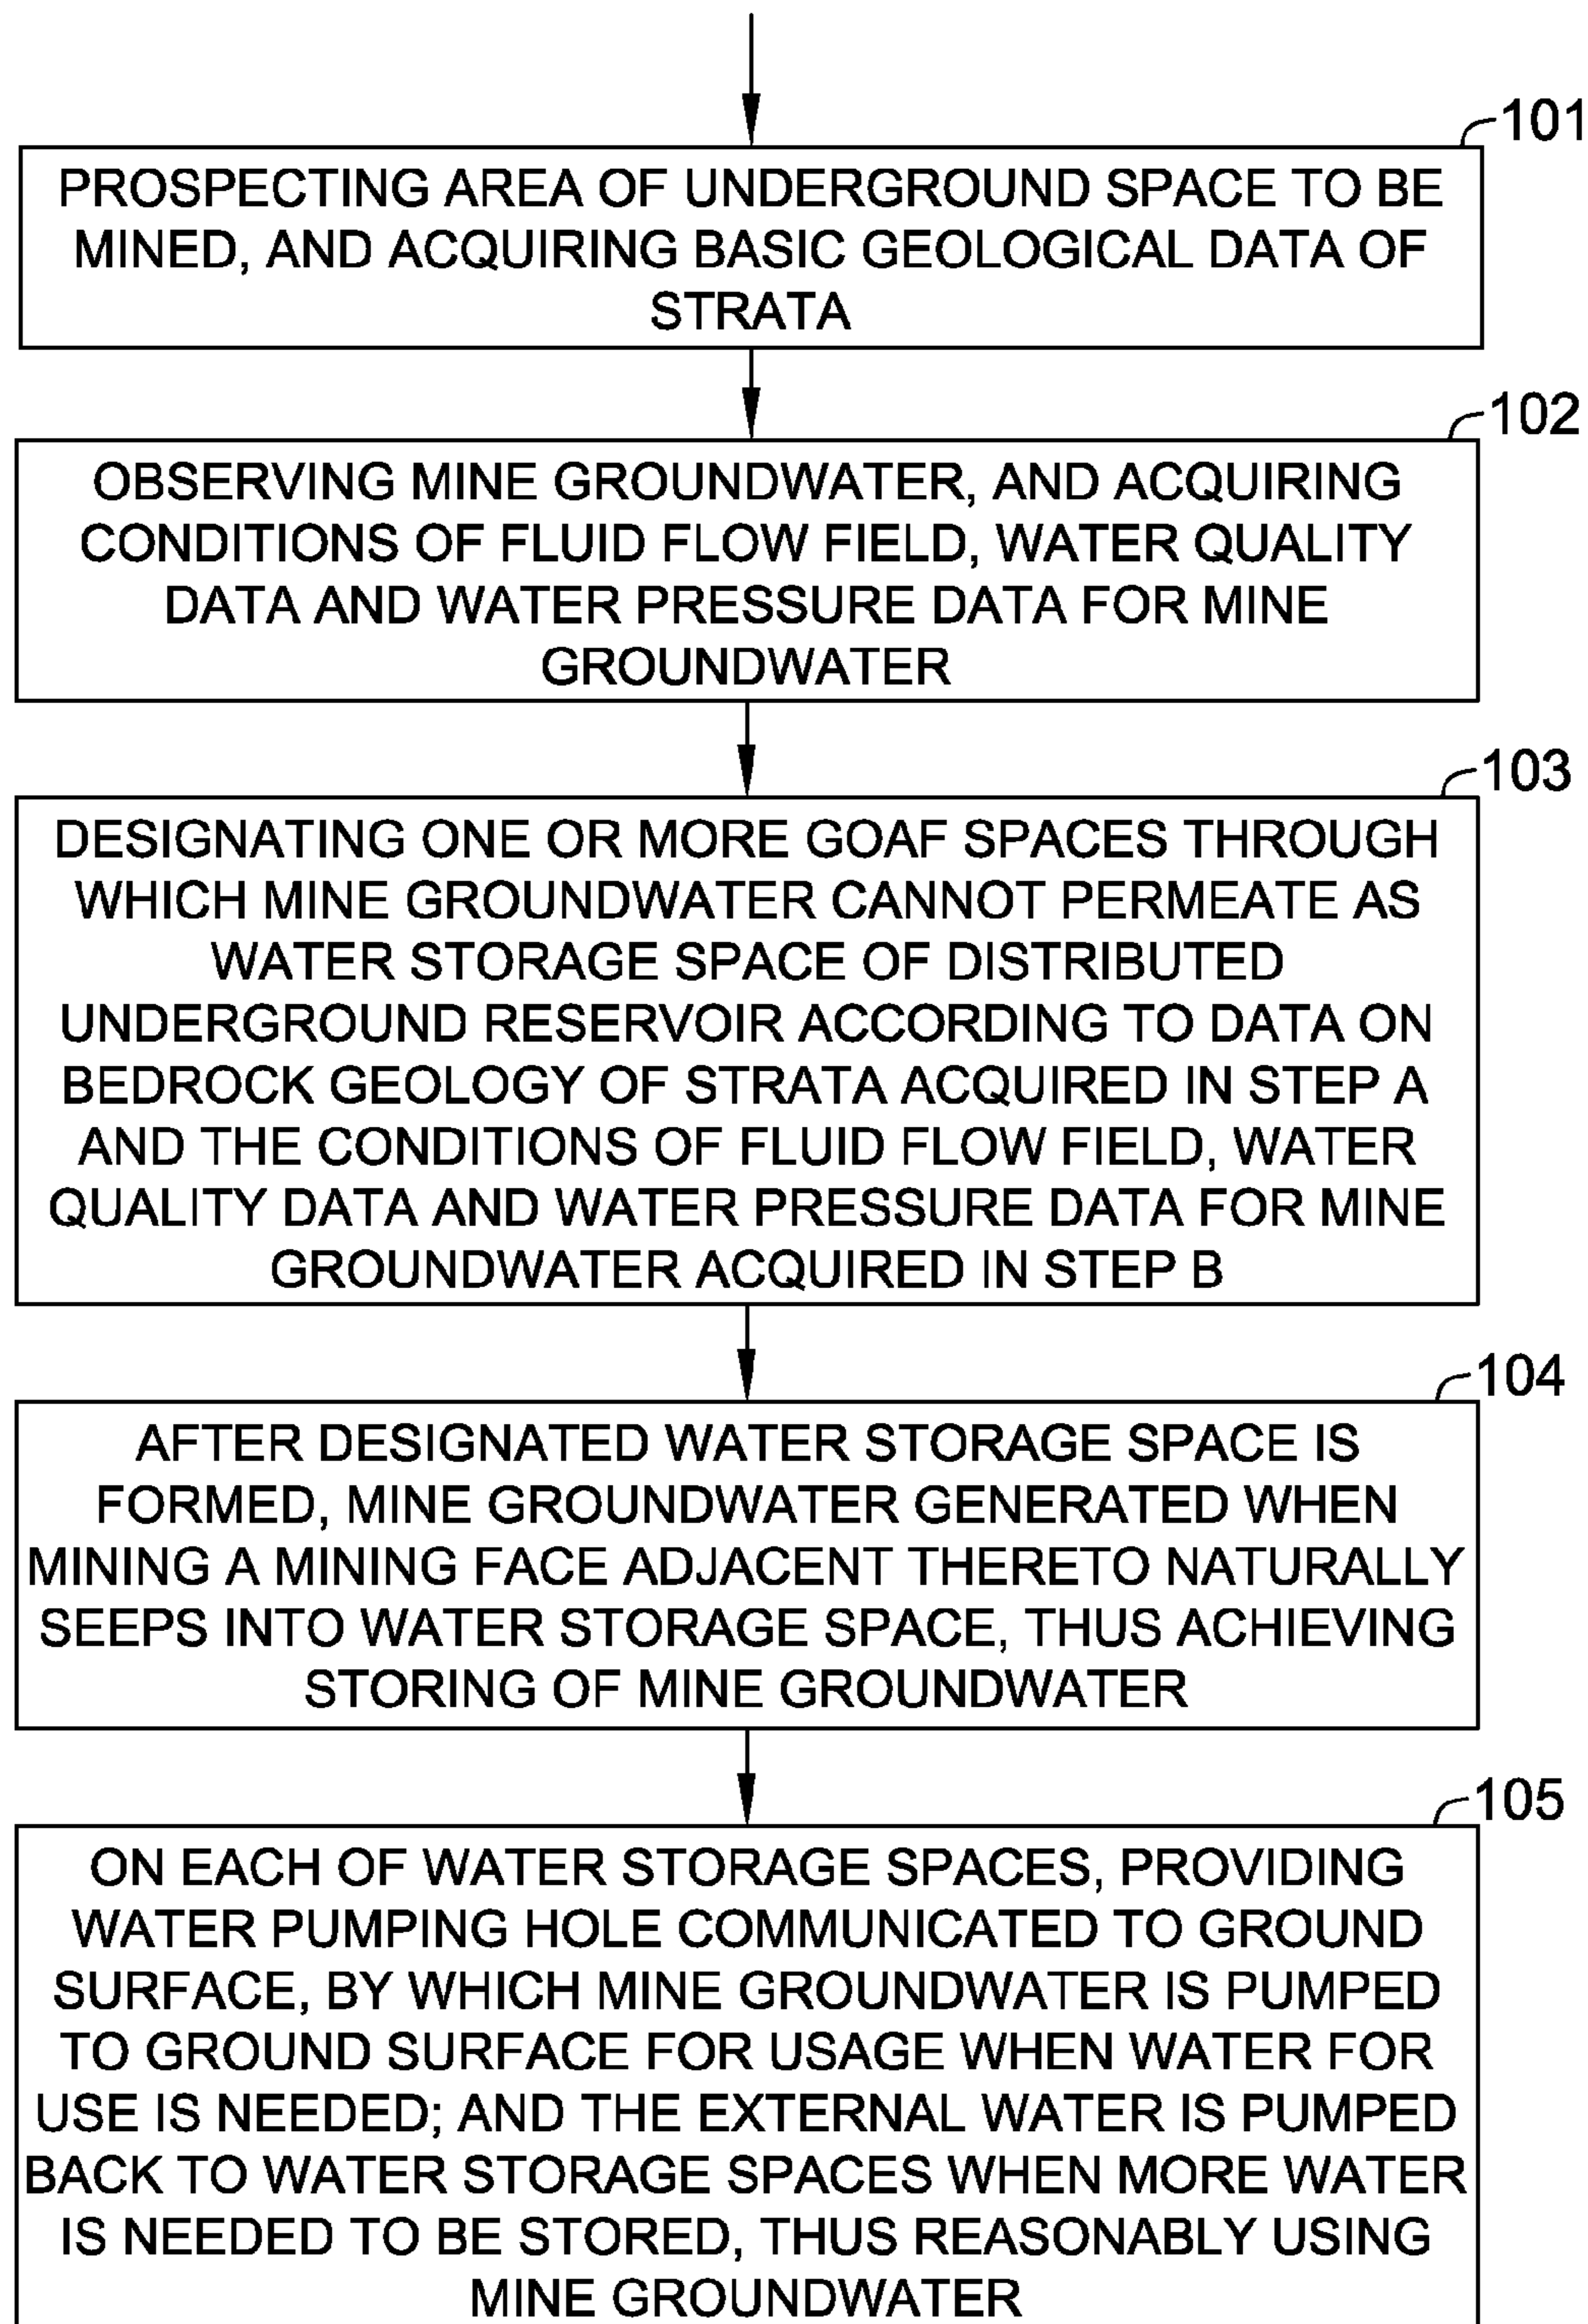 101
PROSPECTING AREA OF UNDERGROUND SPACE TO BE
MINED, AND ACQUIRING BASIC GEOLOGICAL DATA OF
STRATA
102
OBSERVING MINE GROUNDWATER, AND ACQUIRING
CONDITIONS OF FLUID FLOW FIELD, WATER QUALITY
DATA AND WATER PRESSURE DATA FOR MINE
GROUNDWATER
103
DESIGNATING ONE OR MORE GOAF SPACES THROUGH
WHICH MINE GROUNDWATER CANNOT PERMEATE AS
WATER STORAGE SPACE OF DISTRIBUTED
UNDERGROUND RESERVOIR ACCORDING TO DATA ON
BEDROCK GEOLOGY OF STRATA ACQUIRED IN STEP A
AND THE CONDITIONS OF FLUID FLOW FIELD, WATER
QUALITY DATA AND WATER PRESSURE DATA FOR MINE
GROUNDWATER ACQUIRED IN STEP B
104
AFTER DESIGNATED WATER STORAGE SPACE IS
FORMED, MINE GROUNDWATER GENERATED WHEN
MINING A MINING FACE ADJACENT THERETO NATURALLY
SEEPS INTO WATER STORAGE SPACE, THUS ACHIEVING
STORING OF MINE GROUNDWATER
105
ON EACH OF WATER STORAGE SPACES, PROVIDING
WATER PUMPING HOLE COMMUNICATED TO GROUND
SURFACE, BY WHICH MINE GROUNDWATER IS PUMPED
TO GROUND SURFACE FOR USAGE WHEN WATER FOR
USE IS NEEDED; AND THE EXTERNAL WATER IS PUMPED
BACK TO WATER STORAGE SPACES WHEN MORE WATER
IS NEEDED TO BE STORED, THUS REASONABLY USING
MINE GROUNDWATER